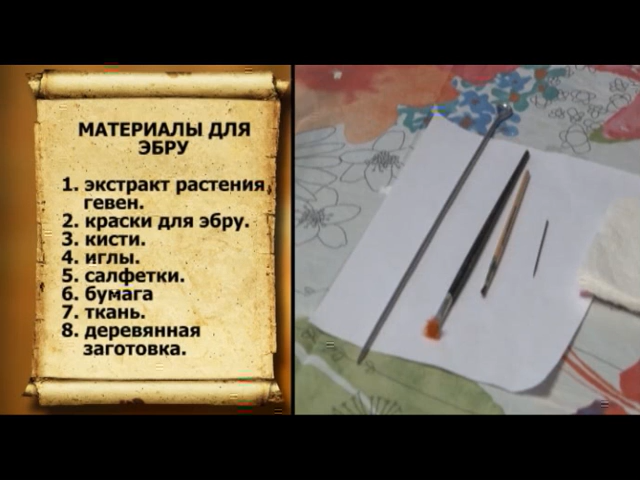 МАТЕРИАЛЫ ДЛЯ
ЭБРУ
1. экстракт растения
гевен.
2. краски для эбру.
3. кисти.
4. иглы.
5. салфетки.
6. бумага
7. ткань.
8. деревянная
заготовка.